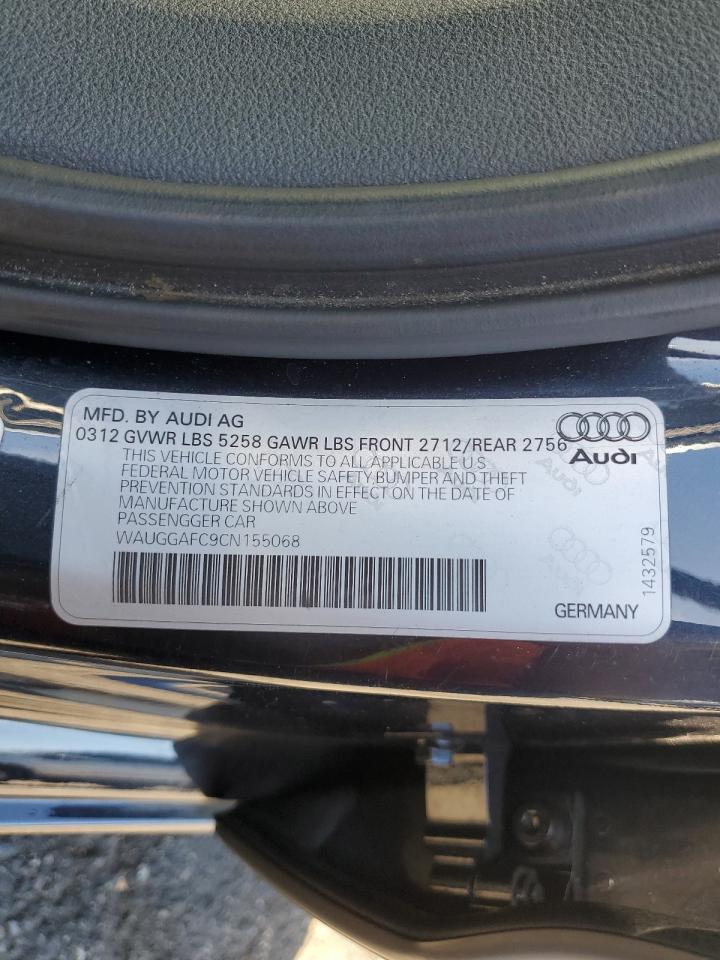 MFD. BY AUDI AG
0312 GVWR LBS 5258 GAWR LBS FRONT 2712/REAR 2756
THIS VEHICLE CONFORMS TO ALL APPLICABLE U S
FEDERAL MOTOR VEHICLE SAFETY, BUMPER AND THEFT
PREVENTION STANDARDS IN EFFECT ON THE DATE OF
MANUFACTURE SHOWN ABOVE
PASSENGGER CAR
WAUGGAFC9CN155068
Audi
1432579
GERMANY